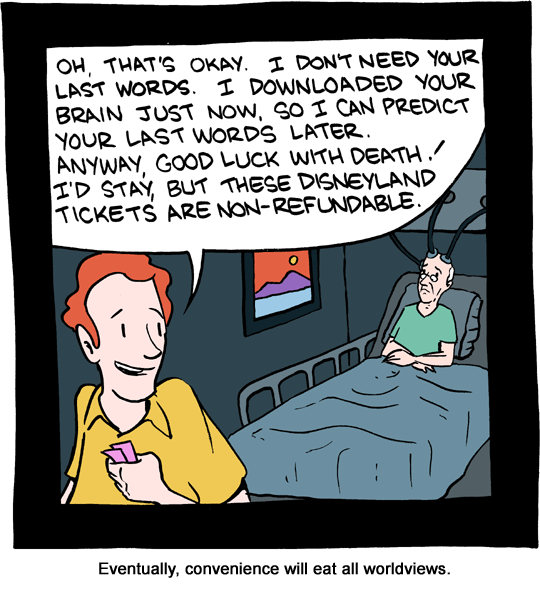 OH, THAT'S OKAY. I DON'T NEED YOUR
LAST WORDS. I DOWNLOADED YOUR
BRAIN JUST NOW, SO I CAN PREDICT
YOUR LAST WORDS LATER.
ANYWAY, GOOD LUCK WITH DEATH!
I'D STAY, BUT THESE DISNEYLAND
TICKETS ARE NON-REFUNDABLE.
Eventually, convenience will eat all worldviews.